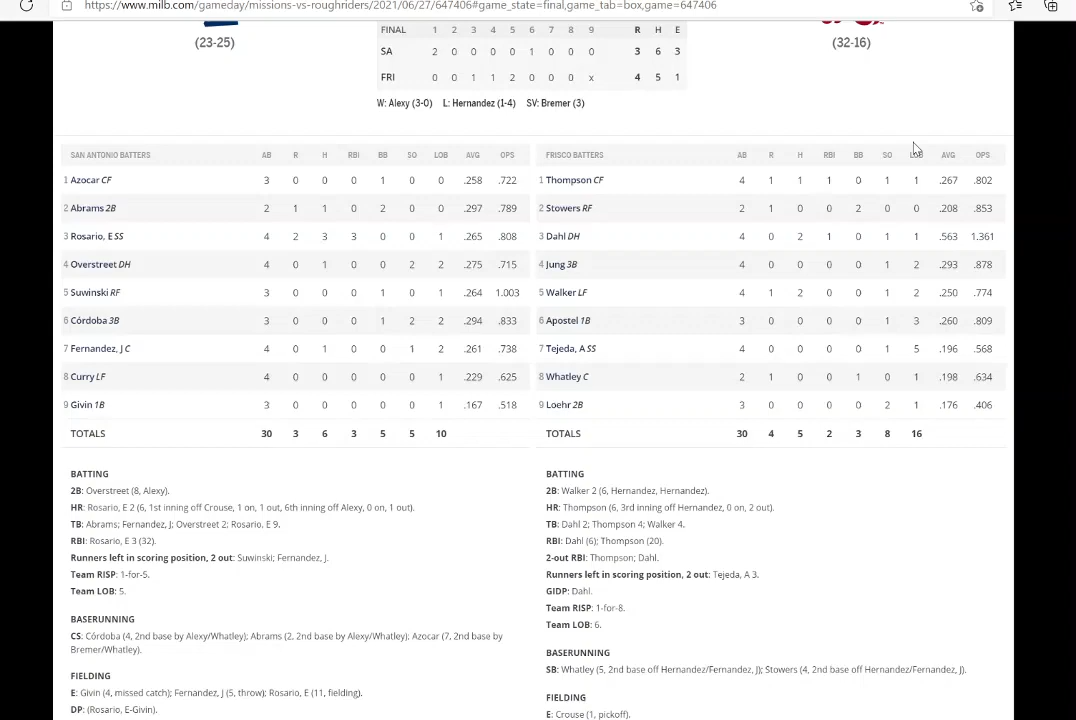 https://www.milb.com/gameday/missions-vs-roughriders/2021/06/27/647406#game_state=final,game_tab=box,game=647406
(23-25)
FINAL 1 2 3 4 5 6 7 8 9 R H E
SA 2 0 0 0 0 1 0 0 0 3 6 3
FRI 0 0 1 1 2 0 0 0 x 4 5 1
(32-16)
W: Alexy (3-0) L: Hernandez (1-4) SV: Bremer (3)
SAN ANTONIO BATTERS AB R H RBI BB SO LOB AVG OPS
1 Azocar CF 3 0 0 0 1 0 0 .258 .722
2 Abrams 2B 2 1 1 0 2 0 0 .297 .789
3 Rosario, E SS 4 2 3 3 0 0 1 .265 .808
4 Overstreet DH 4 0 1 0 0 2 2 .275 .715
5 Suwinski RF 3 0 0 0 1 0 1 .264 1.003
6 Córdoba 3B 3 0 0 0 1 2 2 .294 .833
7 Fernandez, J C 4 0 1 0 0 1 2 .261 .738
8 Curry LF 4 0 0 0 0 0 1 .229 .625
9 Givin 1B 3 0 0 0 0 0 1 .167 .518
TOTALS 30 3 6 3 5 5 10
BATTING
2B: Overstreet (8, Alexy).
HR: Rosario, E 2 (6, 1st inning off Crouse, 1 on, 1 out, 6th inning off Alexy, 0 on, 1 out).
TB: Abrams; Fernandez, J; Overstreet 2; Rosario, E 9.
RBI: Rosario, E 3 (32).
Runners left in scoring position, 2 out: Suwinski; Fernandez, J.
Team RISP: 1-for-5.
Team LOB: 5.
BASERUNNING
CS: Córdoba (4, 2nd base by Alexy/Whatley); Abrams (2, 2nd base by Alexy/Whatley); Azocar (7, 2nd base by
Bremer/Whatley).
FIELDING
E: Givin (4, missed catch); Fernandez, J (5, throw); Rosario, E (11, fielding).
DP: (Rosario, E-Givin).
FRISCO BATTERS AB R H RBI BB SO LOB AVG OPS
1 Thompson CF 4 1 1 1 0 1 1 .267 .802
2 Stowers RF 2 1 0 0 2 0 0 .208 .853
3 Dahl DH 4 0 2 1 0 1 1 .563 1.361
4 Jung 3B 4 0 0 0 0 1 2 .293 .878
5 Walker LF 4 1 2 0 0 1 2 .250 .774
6 Apostel 1B 3 0 0 0 0 1 3 .260 .809
7 Tejeda, A SS 4 0 0 0 0 1 5 .196 .568
8 Whatley C 2 1 0 0 1 0 1 .198 .634
9 Loehr 2B 3 0 0 0 0 2 1 .176 .406
TOTALS 30 4 5 2 3 8 16
BATTING
2B: Walker 2 (6, Hernandez, Hernandez).
HR: Thompson (6, 3rd inning off Hernandez, 0 on, 2 out).
TB: Dahl 2; Thompson 4; Walker 4.
RBI: Dahl (6); Thompson (20).
2-out RBI: Thompson; Dahl.
Runners left in scoring position, 2 out: Tejeda, A 3.
GIDP: Dahl.
Team RISP: 1-for-8.
Team LOB: 6.
BASERUNNING
SB: Whatley (5, 2nd base off Hernandez/Fernandez, J); Stowers (4, 2nd base off Hernandez/Fernandez, J).
FIELDING
E: Crouse (1, pickoff).